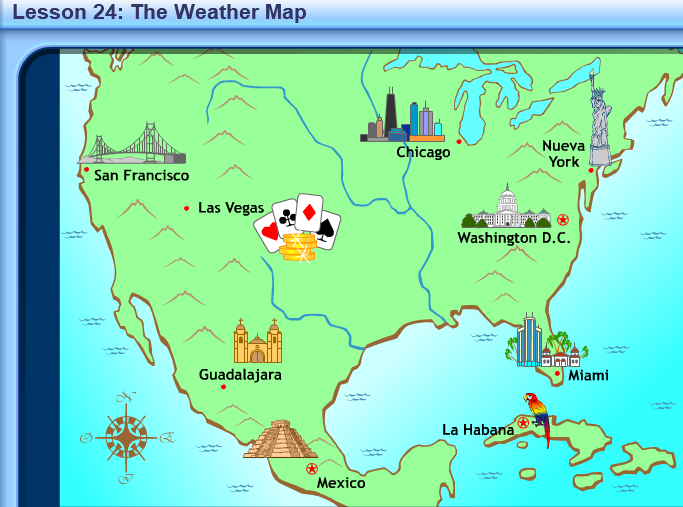 Lesson 24: The Weather Map
Chicago
Nueva
York
San Francisco
Las Vegas
Washington D.C.
Guadalajara
Miami
La Habana
Mexico
N
O
E